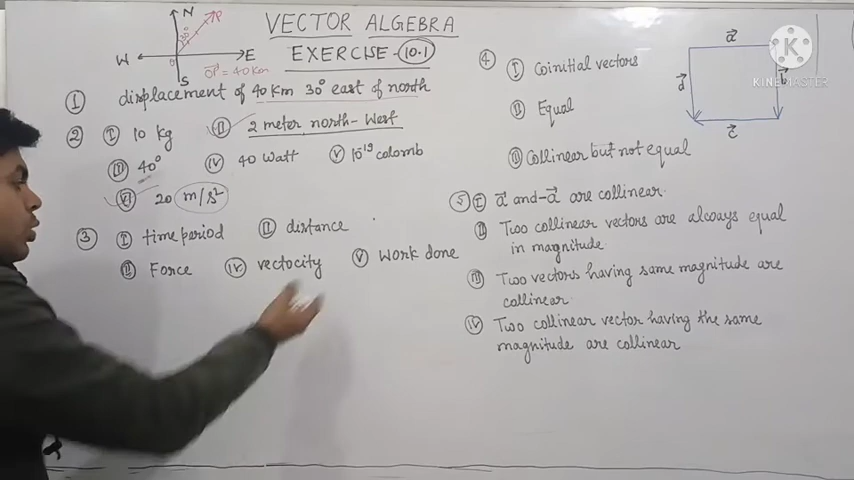 VECTOR ALGEBRA
EXERCISE-10.1
N
P
30°
W
E
O
S
OP = 40 Km
① displacement of 40 km 30° east of north
② Ⓘ 10 kg Ⓘⓘ 2 meter north-West
Ⓘⓘⓘ 40° Ⓘⓥ 40 Watt Ⓥ 10¹⁹ colomb
Ⓥⓘ 20 m/s²
③ Ⓘ time period Ⓘⓘ distance
Ⓘⓘⓘ Force Ⓘⓥ vectocity Ⓥ Work done
④ Ⓘ Coinitial vectors
Ⓘⓘ Equal
Ⓘⓘⓘ Collinear but not equal
a
b
c
d
K
KINEMASTER
⑤ Ⓘ a⃗ and -a⃗ are collinear.
Ⓘⓘ Two collinear vectors are always equal
in magnitude.
Ⓘⓘⓘ Two vectors having same magnitude are
collinear.
Ⓘⓥ Two collinear vector having the same
magnitude are collinear